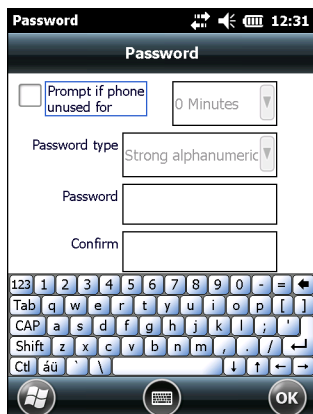 Password 12:31
Password
Prompt if phone
unused for
0 Minutes
Password type
Strong alphanumeric
Password
Confirm
123 1 2 3 4 5 6 7 8 9 0 - =
Tab q w e r t y u i o p [ ]
CAP a s d f g h j k l ; '
Shift z x c v b n m , . /
Ctl áü ` \
OK